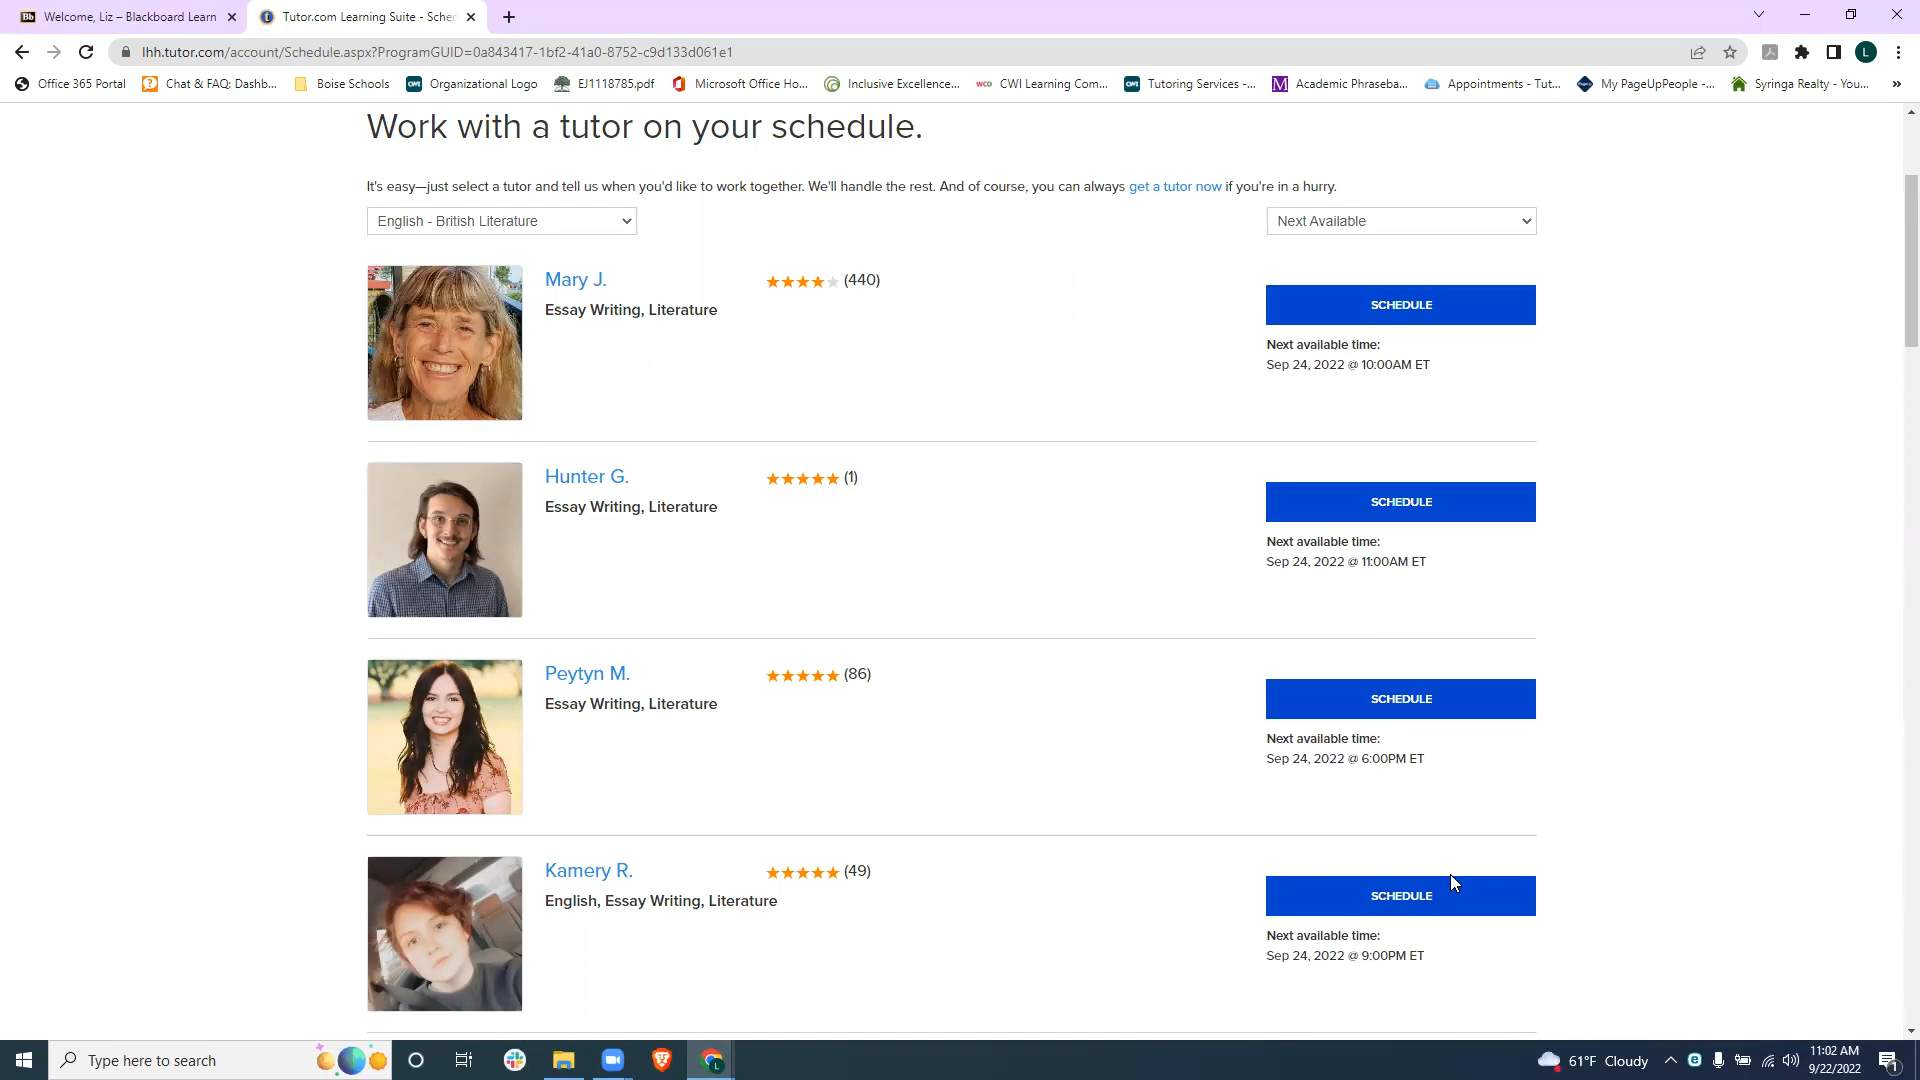 Welcome, Liz – Blackboard Learn
Tutor.com Learning Suite - Sched
lhh.tutor.com/account/Schedule.aspx?ProgramGUID=0a843417-1bf2-41a0-8752-c9d133d061e1
Office 365 Portal
Chat & FAQ: Dashb...
Boise Schools
Organizational Logo
EJ1118785.pdf
Microsoft Office Ho...
Inclusive Excellence...
CWI Learning Com...
Tutoring Services -...
Academic Phraseba...
Appointments - Tut...
My PageUpPeople -...
Syringa Realty - You...
Work with a tutor on your schedule.
It's easy—just select a tutor and tell us when you'd like to work together. We'll handle the rest. And of course, you can always get a tutor now if you're in a hurry.
English - British Literature
Next Available
Mary J.
(440)
Essay Writing, Literature
SCHEDULE
Next available time:
Sep 24, 2022 @ 10:00AM ET
Hunter G.
(1)
Essay Writing, Literature
SCHEDULE
Next available time:
Sep 24, 2022 @ 11:00AM ET
Peytyn M.
(86)
Essay Writing, Literature
SCHEDULE
Next available time:
Sep 24, 2022 @ 6:00PM ET
Kamery R.
(49)
English, Essay Writing, Literature
SCHEDULE
Next available time:
Sep 24, 2022 @ 9:00PM ET
Type here to search
61°F Cloudy
11:02 AM
9/22/2022